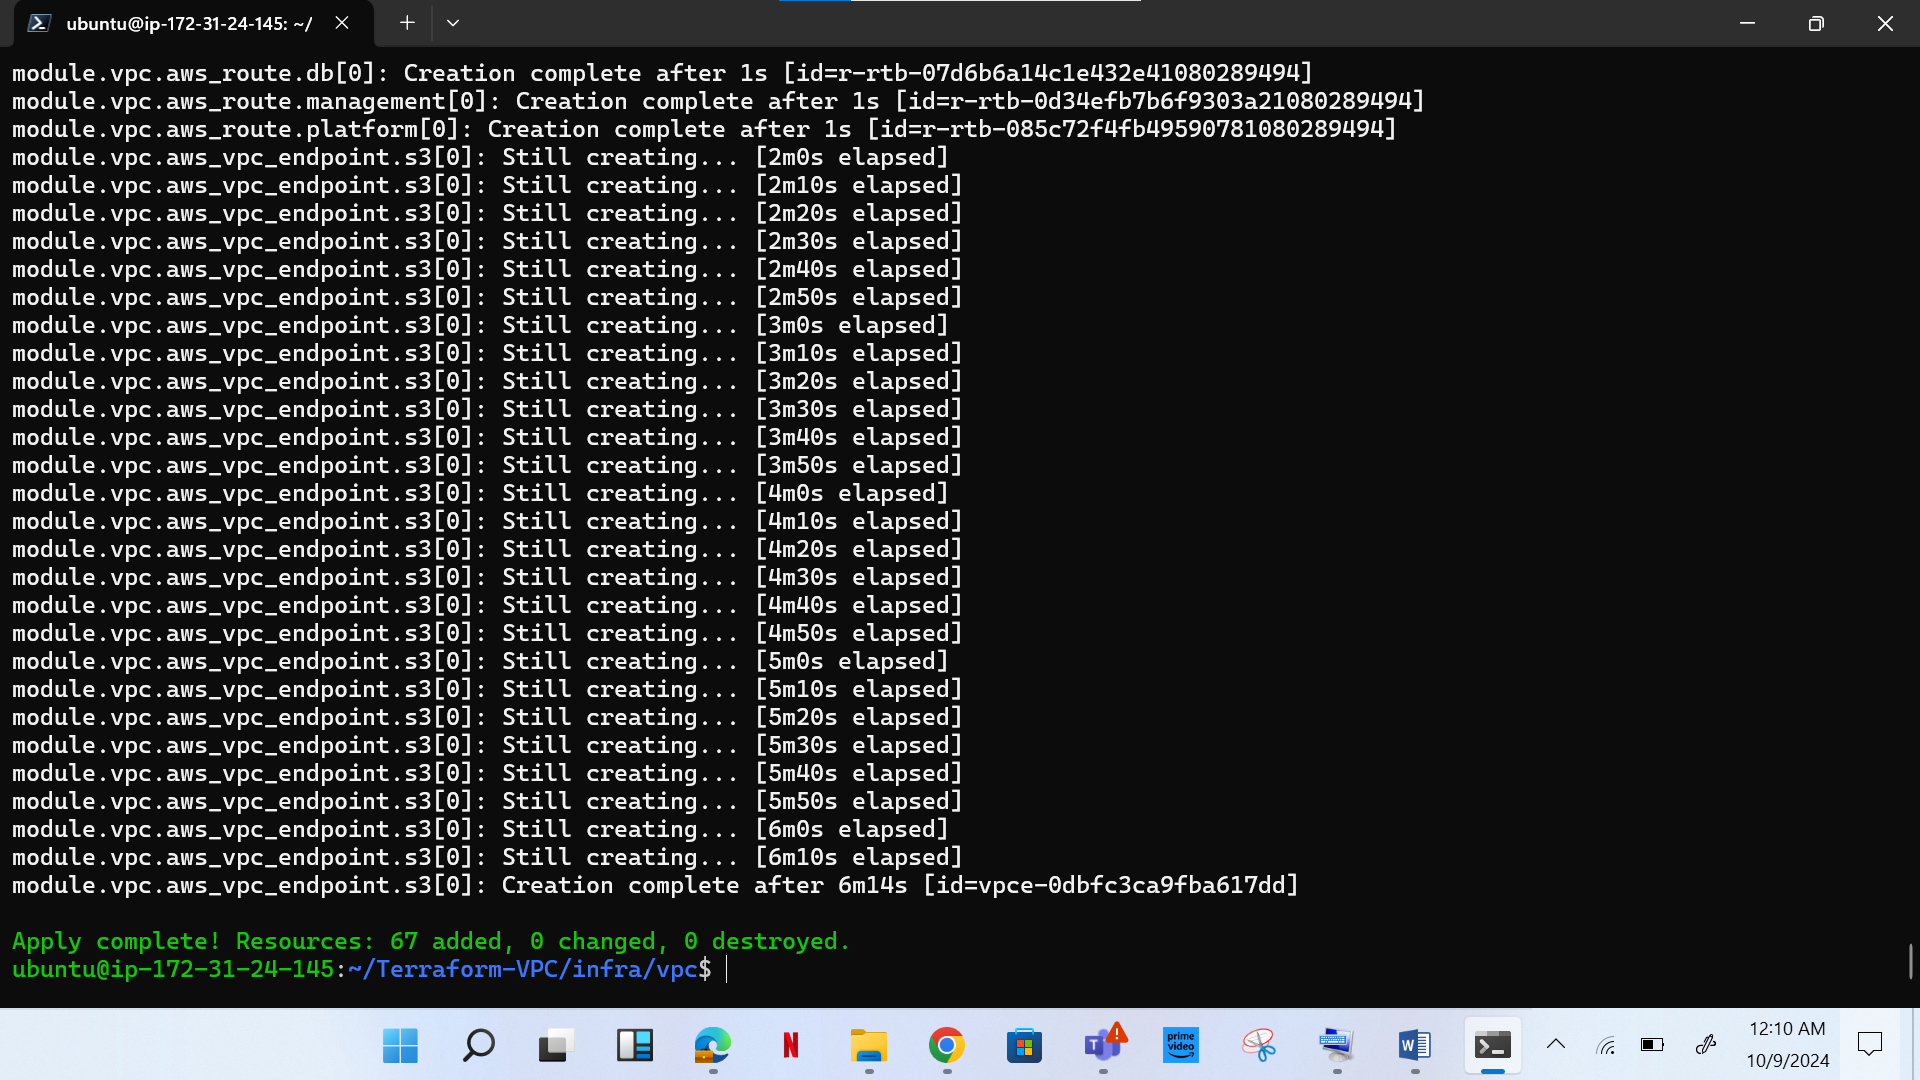 ubuntu@ip-172-31-24-145: ~/
module.vpc.aws_route.db[0]: Creation complete after 1s [id=r-rtb-07d6b6a14c1e432e41080289494]
module.vpc.aws_route.management[0]: Creation complete after 1s [id=r-rtb-0d34efb7b6f9303a21080289494]
module.vpc.aws_route.platform[0]: Creation complete after 1s [id=r-rtb-085c72f4fb49590781080289494]
module.vpc.aws_vpc_endpoint.s3[0]: Still creating... [2m0s elapsed]
module.vpc.aws_vpc_endpoint.s3[0]: Still creating... [2m10s elapsed]
module.vpc.aws_vpc_endpoint.s3[0]: Still creating... [2m20s elapsed]
module.vpc.aws_vpc_endpoint.s3[0]: Still creating... [2m30s elapsed]
module.vpc.aws_vpc_endpoint.s3[0]: Still creating... [2m40s elapsed]
module.vpc.aws_vpc_endpoint.s3[0]: Still creating... [2m50s elapsed]
module.vpc.aws_vpc_endpoint.s3[0]: Still creating... [3m0s elapsed]
module.vpc.aws_vpc_endpoint.s3[0]: Still creating... [3m10s elapsed]
module.vpc.aws_vpc_endpoint.s3[0]: Still creating... [3m20s elapsed]
module.vpc.aws_vpc_endpoint.s3[0]: Still creating... [3m30s elapsed]
module.vpc.aws_vpc_endpoint.s3[0]: Still creating... [3m40s elapsed]
module.vpc.aws_vpc_endpoint.s3[0]: Still creating... [3m50s elapsed]
module.vpc.aws_vpc_endpoint.s3[0]: Still creating... [4m0s elapsed]
module.vpc.aws_vpc_endpoint.s3[0]: Still creating... [4m10s elapsed]
module.vpc.aws_vpc_endpoint.s3[0]: Still creating... [4m20s elapsed]
module.vpc.aws_vpc_endpoint.s3[0]: Still creating... [4m30s elapsed]
module.vpc.aws_vpc_endpoint.s3[0]: Still creating... [4m40s elapsed]
module.vpc.aws_vpc_endpoint.s3[0]: Still creating... [4m50s elapsed]
module.vpc.aws_vpc_endpoint.s3[0]: Still creating... [5m0s elapsed]
module.vpc.aws_vpc_endpoint.s3[0]: Still creating... [5m10s elapsed]
module.vpc.aws_vpc_endpoint.s3[0]: Still creating... [5m20s elapsed]
module.vpc.aws_vpc_endpoint.s3[0]: Still creating... [5m30s elapsed]
module.vpc.aws_vpc_endpoint.s3[0]: Still creating... [5m40s elapsed]
module.vpc.aws_vpc_endpoint.s3[0]: Still creating... [5m50s elapsed]
module.vpc.aws_vpc_endpoint.s3[0]: Still creating... [6m0s elapsed]
module.vpc.aws_vpc_endpoint.s3[0]: Still creating... [6m10s elapsed]
module.vpc.aws_vpc_endpoint.s3[0]: Creation complete after 6m14s [id=vpce-0dbfc3ca9fba617dd]
Apply complete! Resources: 67 added, 0 changed, 0 destroyed.
ubuntu@ip-172-31-24-145:~/Terraform-VPC/infra/vpc$
N
T
prime video
W
12:10 AM
10/9/2024